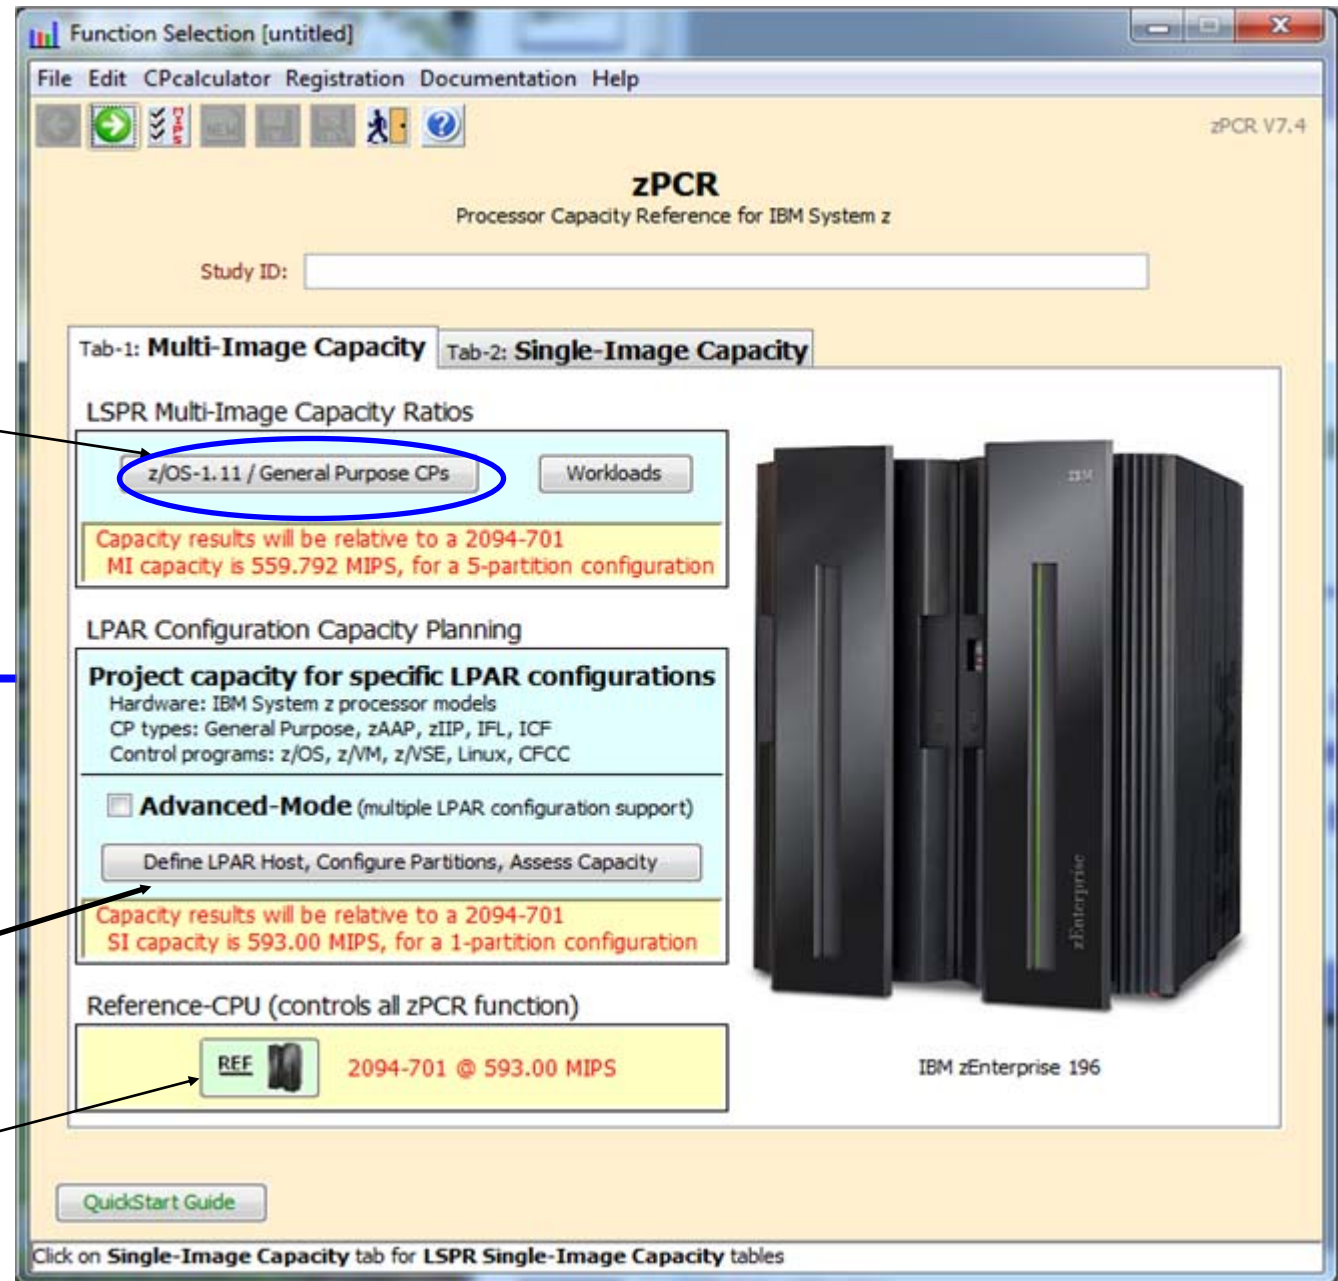 Function Selection [untitled]
File Edit CPcalculator Registration Documentation Help
MIPS NEW
zPCR V7.4
zPCR
Processor Capacity Reference for IBM System z
Study ID:
Tab-1: Multi-Image Capacity Tab-2: Single-Image Capacity
LSPR Multi-Image Capacity Ratios
z/OS-1.11 / General Purpose CPs Workloads
Capacity results will be relative to a 2094-701
MI capacity is 559.792 MIPS, for a 5-partition configuration
LPAR Configuration Capacity Planning
Project capacity for specific LPAR configurations
Hardware: IBM System z processor models
CP types: General Purpose, zAAP, zIIP, IFL, ICF
Control programs: z/OS, z/VM, z/VSE, Linux, CFCC
Advanced-Mode (multiple LPAR configuration support)
Define LPAR Host, Configure Partitions, Assess Capacity
Capacity results will be relative to a 2094-701
SI capacity is 593.00 MIPS, for a 1-partition configuration
Reference-CPU (controls all zPCR function)
REF 2094-701 @ 593.00 MIPS
IBM
zEnterprise
IBM zEnterprise 196
QuickStart Guide
Click on Single-Image Capacity tab for LSPR Single-Image Capacity tables